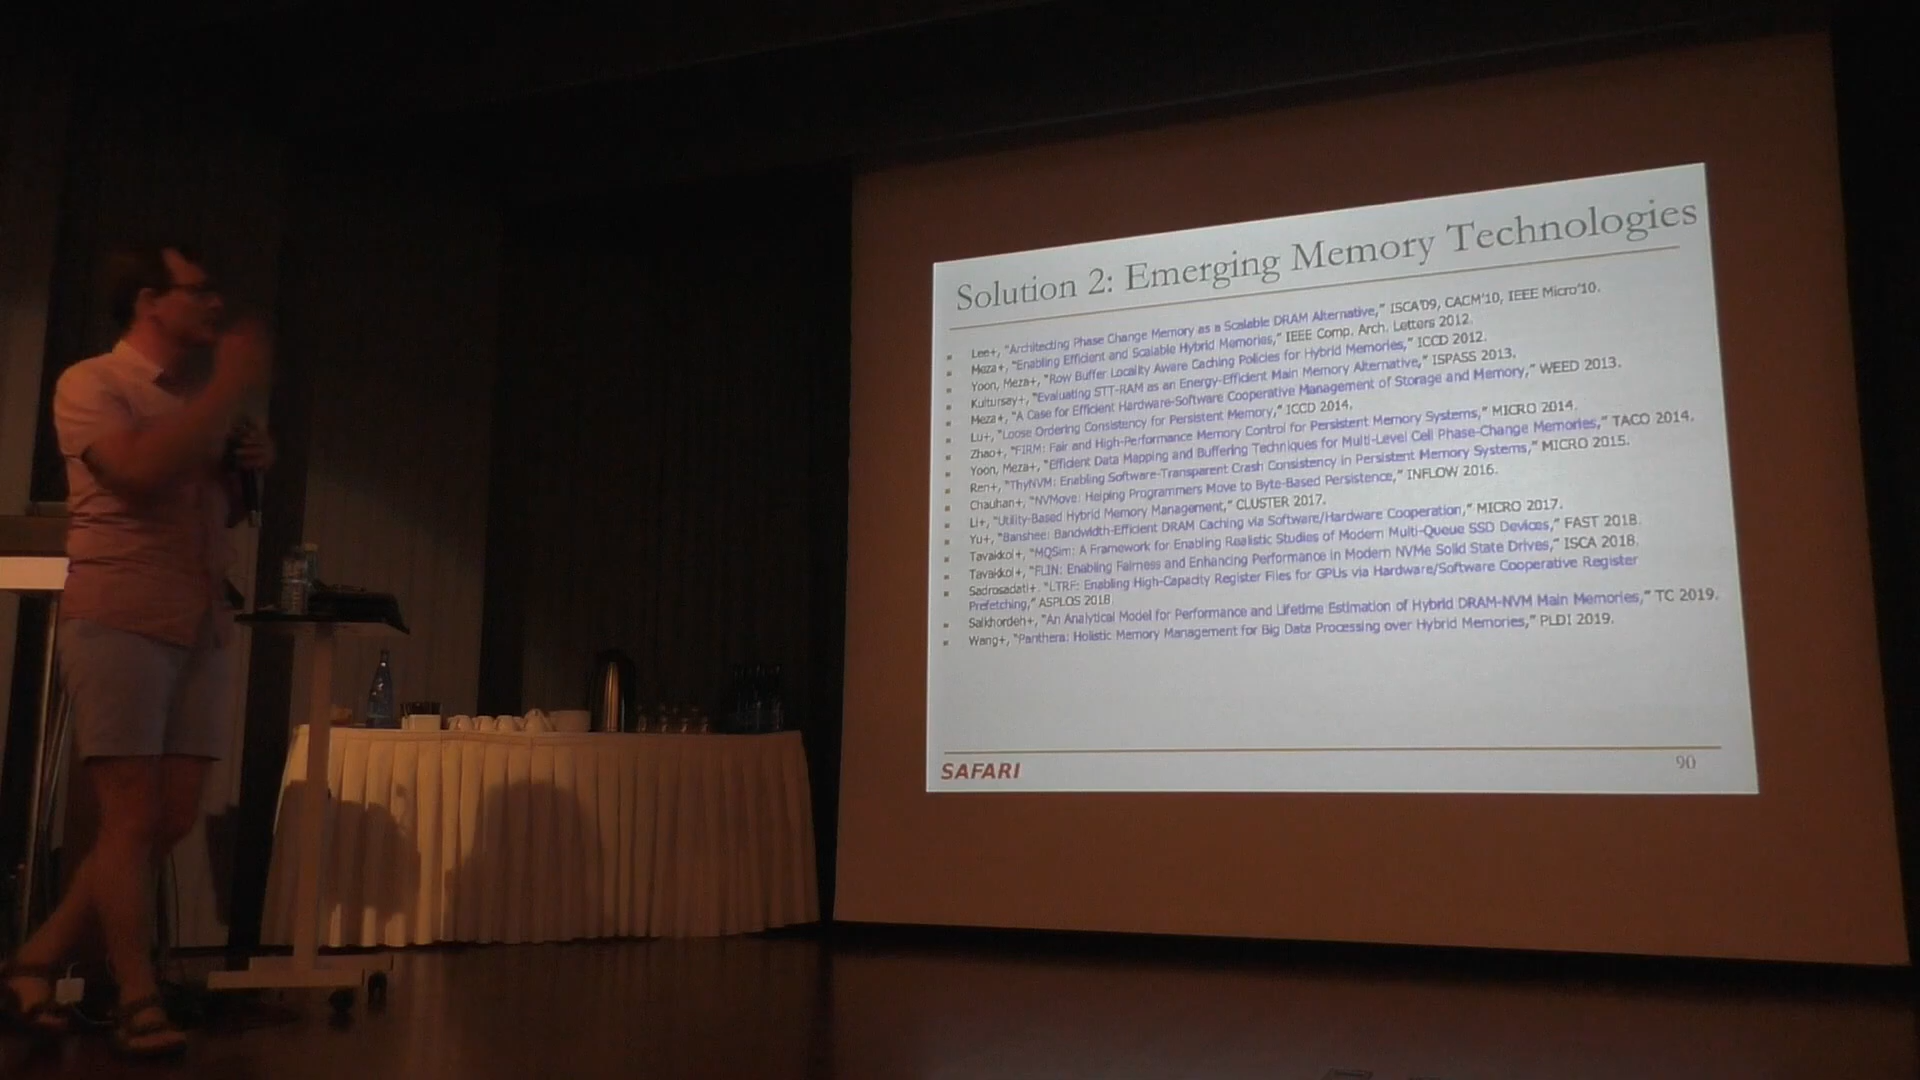 Solution 2: Emerging Memory Technologies
Lee+, "Architecting Phase Change Memory as a Scalable DRAM Alternative," ISCA'09, CACM'10, IEEE Micro'10.
Meza+, "Enabling Efficient and Scalable Hybrid Memories," IEEE Comp. Arch. Letters 2012.
Yoon, Meza+, "Row Buffer Locality Aware Caching Policies for Hybrid Memories," ICCD 2012.
Kultursay+, "Evaluating STT-RAM as an Energy-Efficient Main Memory Alternative," ISPASS 2013.
Meza+, "A Case for Efficient Hardware-Software Cooperative Management of Storage and Memory," WEED 2013.
Lu+, "Loose Ordering Consistency for Persistent Memory," ICCD 2014.
Zhao+, "FIRM: Fair and High-Performance Memory Control for Persistent Memory Systems," MICRO 2014.
Yoon, Meza+, "Efficient Data Mapping and Buffering Techniques for Multi-Level Cell Phase-Change Memories," TACO 2014.
Ren+, "ThyNVM: Enabling Software-Transparent Crash Consistency in Persistent Memory Systems," MICRO 2015.
Chauhan+, "NVMove: Helping Programmers Move to Byte-Based Persistence," INFLOW 2016.
Li+, "Utility-Based Hybrid Memory Management," CLUSTER 2017.
Yu+, "Banshee: Bandwidth-Efficient DRAM Caching via Software/Hardware Cooperation," MICRO 2017.
Tavakkol+, "MQSim: A Framework for Enabling Realistic Studies of Modern Multi-Queue SSD Devices," FAST 2018.
Tavakkol+, "FLIN: Enabling Fairness and Enhancing Performance in Modern NVMe Solid State Drives," ISCA 2018.
Sadrosadati+. "LTRF: Enabling High-Capacity Register Files for GPUs via Hardware/Software Cooperative Register
Prefetching," ASPLOS 2018.
Salkhordeh+, "An Analytical Model for Performance and Lifetime Estimation of Hybrid DRAM-NVM Main Memories," TC 2019.
Wang+, "Panthera: Holistic Memory Management for Big Data Processing over Hybrid Memories," PLDI 2019.
SAFARI
90